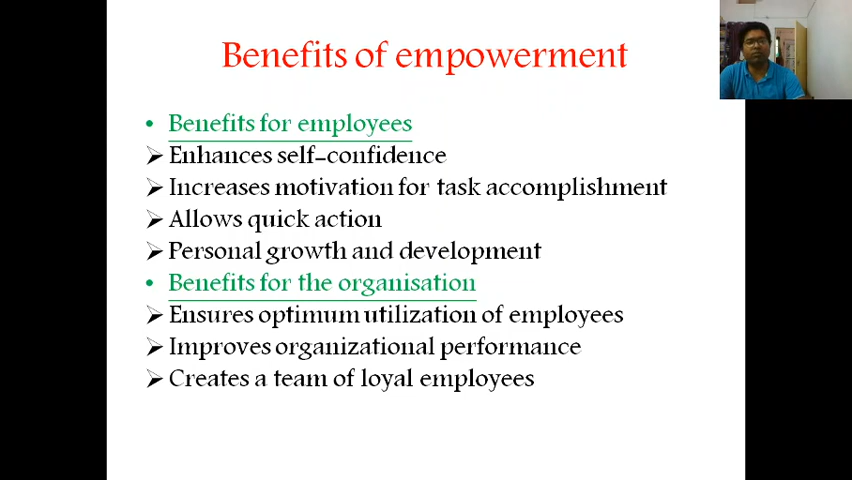 Benefits of empowerment
• Benefits for employees
➢ Enhances self-confidence
➢ Increases motivation for task accomplishment
➢ Allows quick action
➢ Personal growth and development
• Benefits for the organisation
➢ Ensures optimum utilization of employees
➢ Improves organizational performance
➢ Creates a team of loyal employees